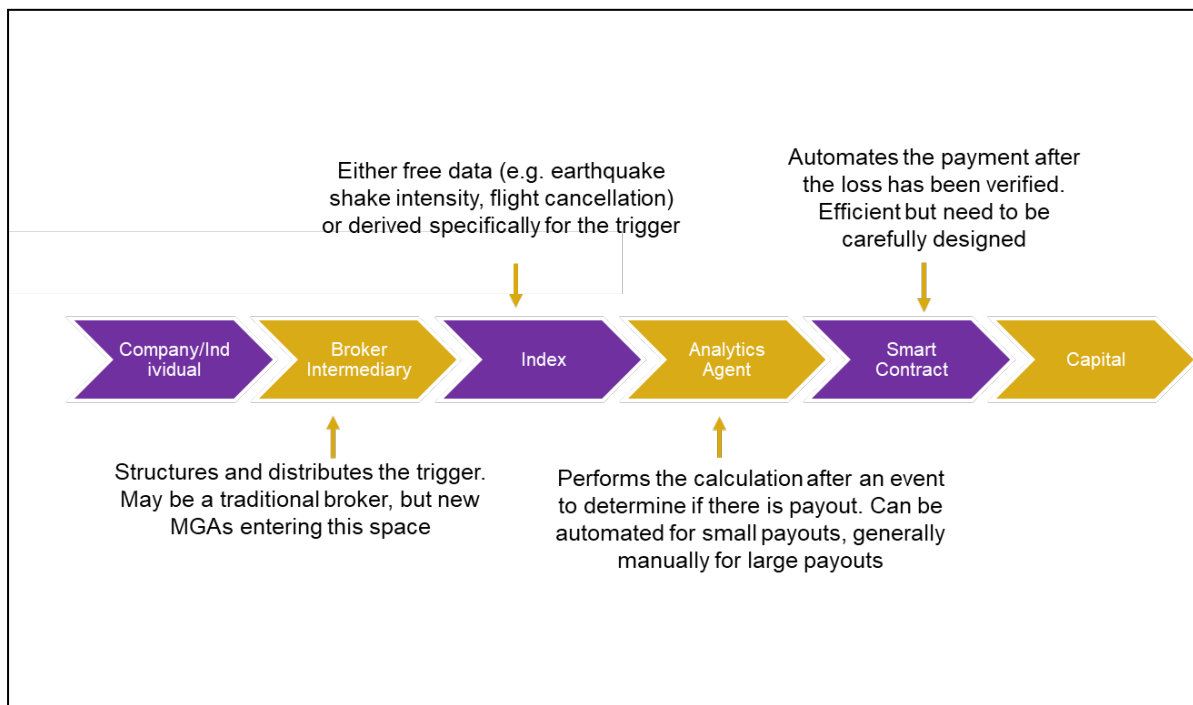 Either free data (e.g. earthquake
shake intensity, flight cancellation)
or derived specifically for the trigger
Automates the payment after
the loss has been verified.
Efficient but need to be
carefully designed
Company/Ind
ividual
Broker
Intermediary
Index
Analytics
Agent
Smart
Contract
Capital
Structures and distributes the trigger.
May be a traditional broker, but new
MGAs entering this space
Performs the calculation after an event
to determine if there is payout. Can be
automated for small payouts, generally
manually for large payouts